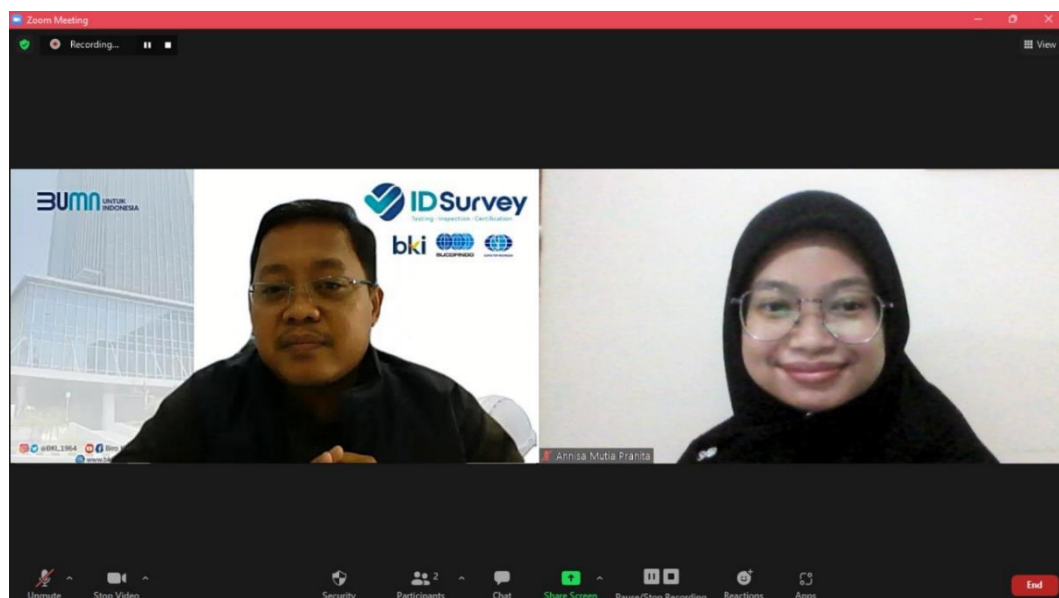 Zoom Meeting
Recording...
View
BUMN UNTUK INDONESIA
IDSurvey
Testing - Inspection - Certification
bki
SUCOFINDO
@BKI_1964
Biro
Annisa Mutia Pranita
Unmute
Stop Video
Security
Participants
2
Chat
Share Screen
Pause/Stop Recording
Reactions
Apps
End